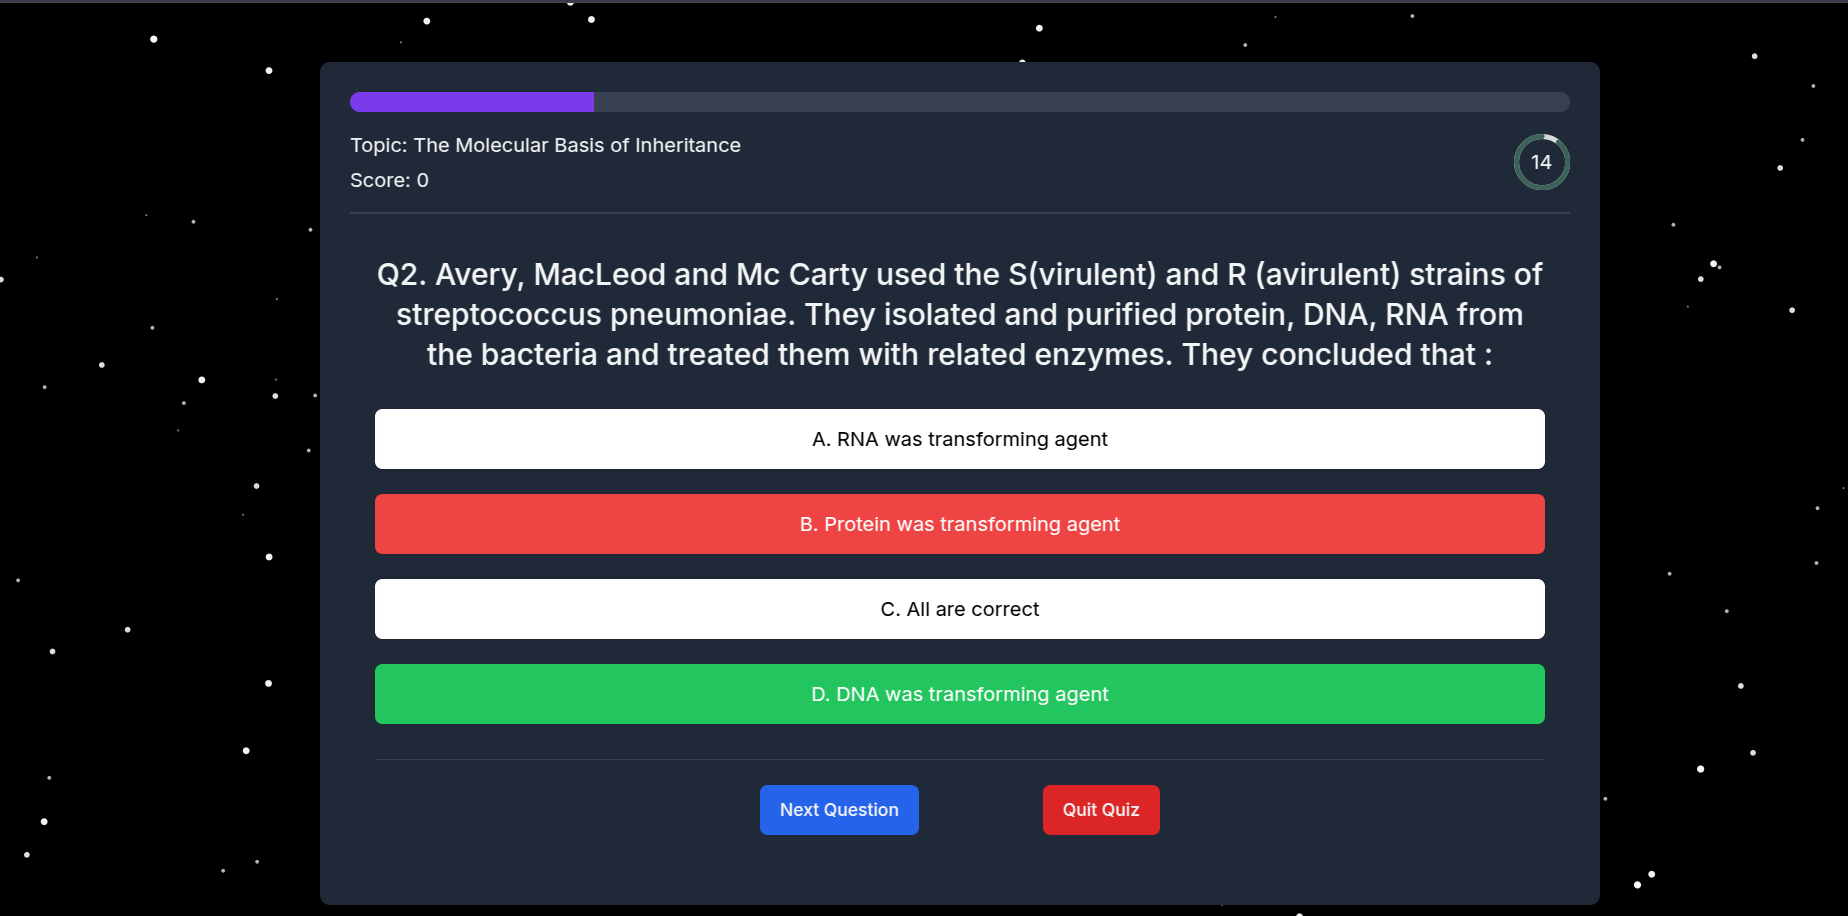 Topic: The Molecular Basis of Inheritance
Score: 0
14
Q2. Avery, MacLeod and Mc Carty used the S(virulent) and R (avirulent) strains of
streptococcus pneumoniae. They isolated and purified protein, DNA, RNA from
the bacteria and treated them with related enzymes. They concluded that :
A. RNA was transforming agent
B. Protein was transforming agent
C. All are correct
D. DNA was transforming agent
Next Question
Quit Quiz